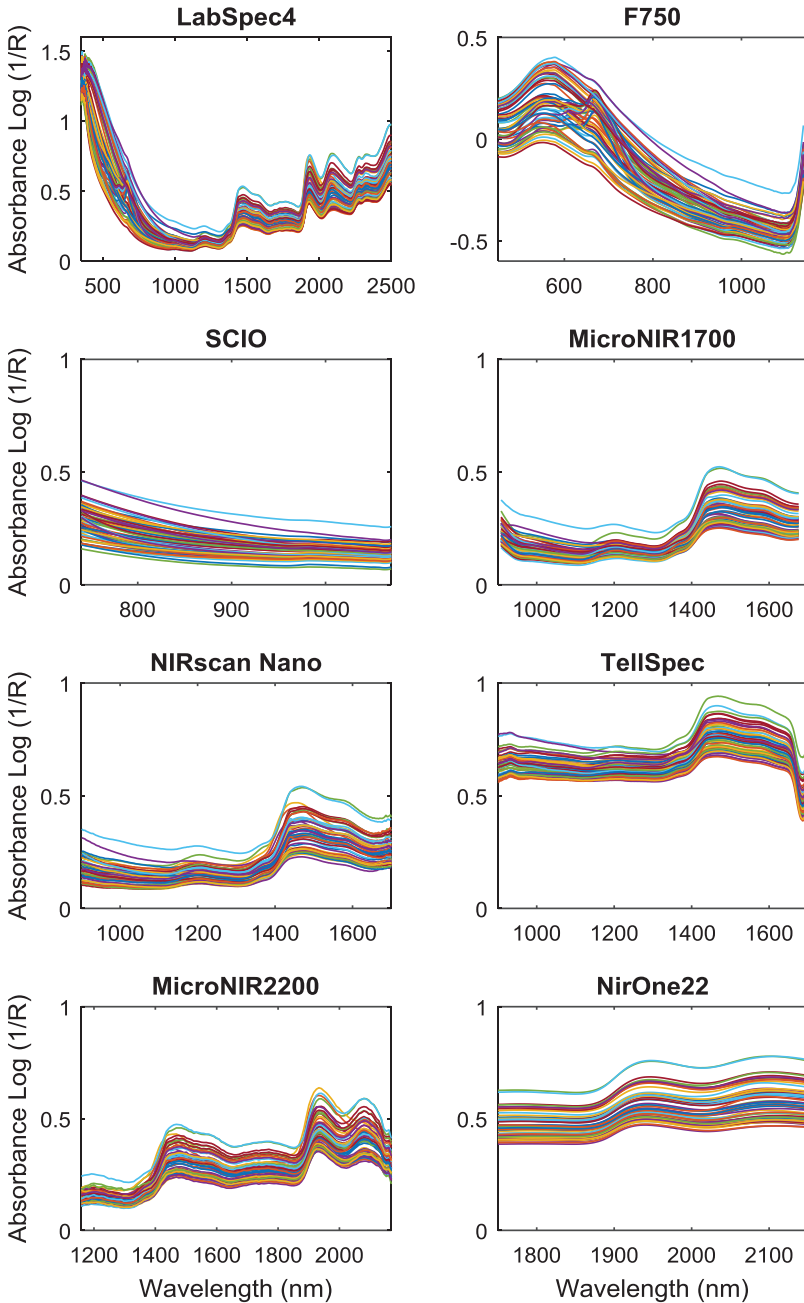 LabSpec4
F750
Absorbance Log (1/R)
1.5
1
0.5
0
500 1000 1500 2000 2500
0.5
0
-0.5
600 800 1000
SCIO
MicroNIR1700
Absorbance Log (1/R)
1
0.5
0
800 900 1000
1
0.5
0
1000 1200 1400 1600
NIRscan Nano
TellSpec
Absorbance Log (1/R)
1
0.5
0
1000 1200 1400 1600
1
0.5
0
1000 1200 1400 1600
MicroNIR2200
NirOne22
Absorbance Log (1/R)
1
0.5
0
1200 1400 1600 1800 2000
Wavelength (nm)
1
0.5
0
1800 1900 2000 2100
Wavelength (nm)